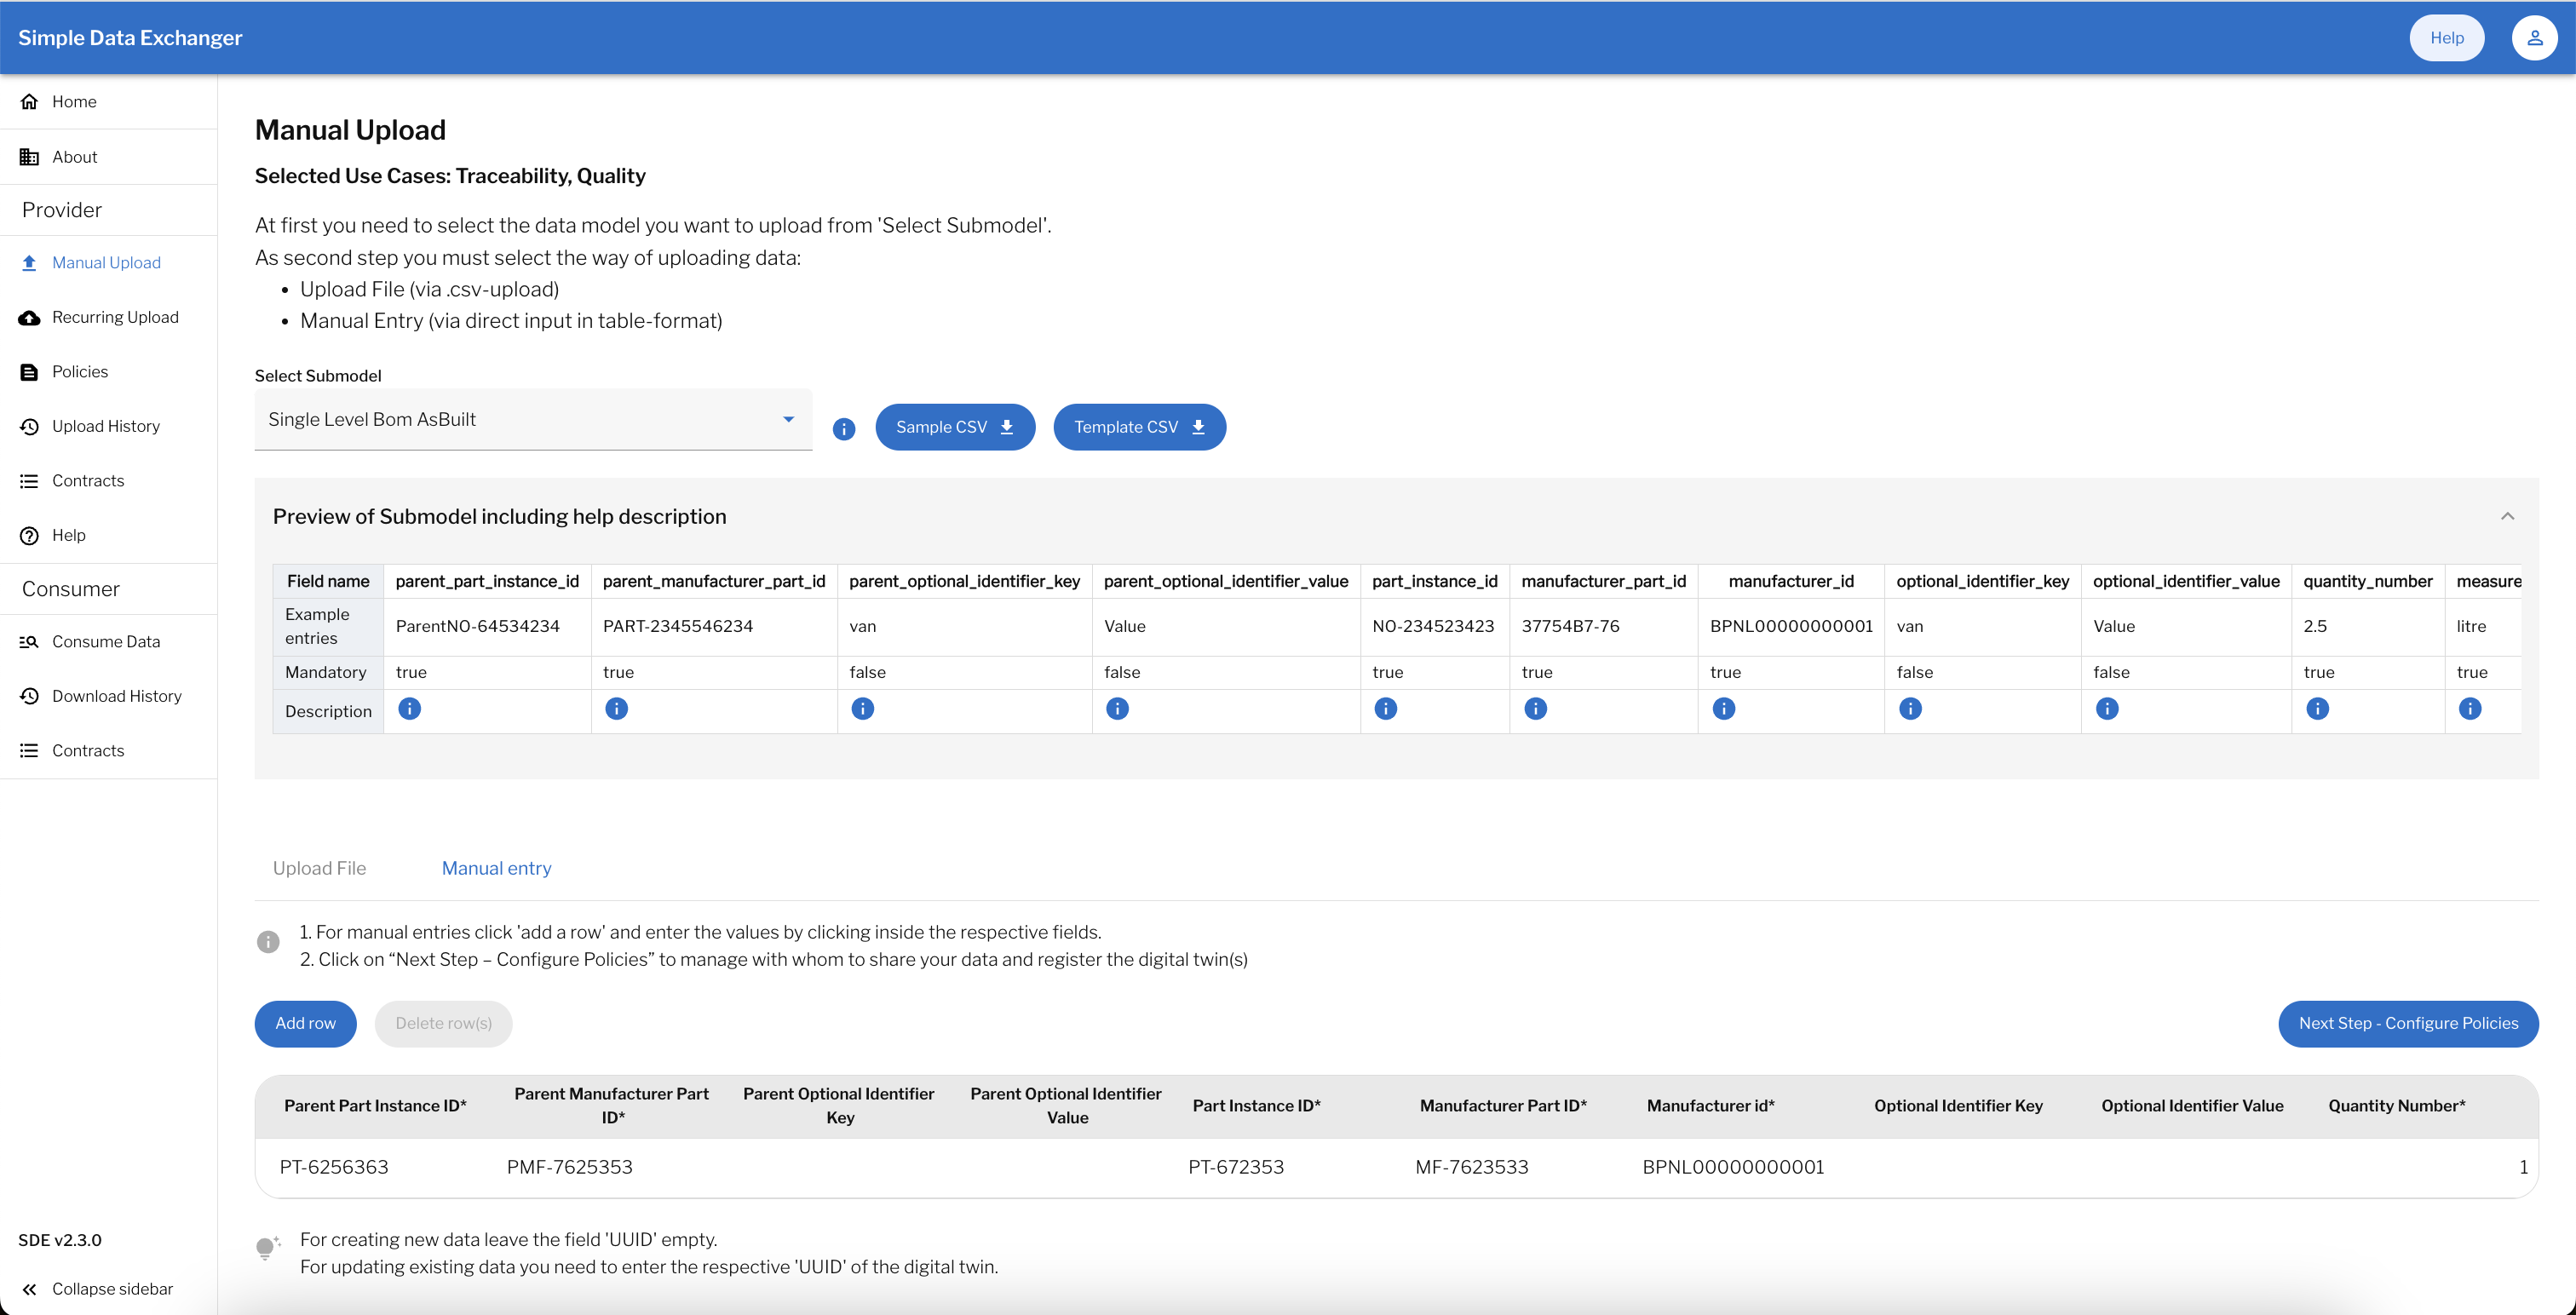 Simple Data Exchanger
Help
Home
About
Provider
Manual Upload
Recurring Upload
Policies
Upload History
Contracts
Help
Consumer
Consume Data
Download History
Contracts
SDE v2.3.0
Collapse sidebar
Manual Upload
Selected Use Cases: Traceability, Quality
At first you need to select the data model you want to upload from 'Select Submodel'.
As second step you must select the way of uploading data:
• Upload File (via .csv-upload)
• Manual Entry (via direct input in table-format)
Select Submodel
Single Level Bom AsBuilt
Sample CSV
Template CSV
Preview of Submodel including help description
Field name parent_part_instance_id parent_manufacturer_part_id parent_optional_identifier_key parent_optional_identifier_value part_instance_id manufacturer_part_id manufacturer_id optional_identifier_key optional_identifier_value quantity_number measure
Example entries ParentNO-64534234 PART-2345546234 van Value NO-234523423 37754B7-76 BPNL00000000001 van Value 2.5 litre
Mandatory true true false false true true true false false true true
Description
Upload File Manual entry
1. For manual entries click 'add a row' and enter the values by clicking inside the respective fields.
2. Click on “Next Step – Configure Policies” to manage with whom to share your data and register the digital twin(s)
Add row Delete row(s) Next Step - Configure Policies
Parent Part Instance ID* Parent Manufacturer Part ID* Parent Optional Identifier Key Parent Optional Identifier Value Part Instance ID* Manufacturer Part ID* Manufacturer id* Optional Identifier Key Optional Identifier Value Quantity Number*
PT-6256363 PMF-7625353 PT-672353 MF-7623533 BPNL00000000001 1
For creating new data leave the field 'UUID' empty.
For updating existing data you need to enter the respective 'UUID' of the digital twin.